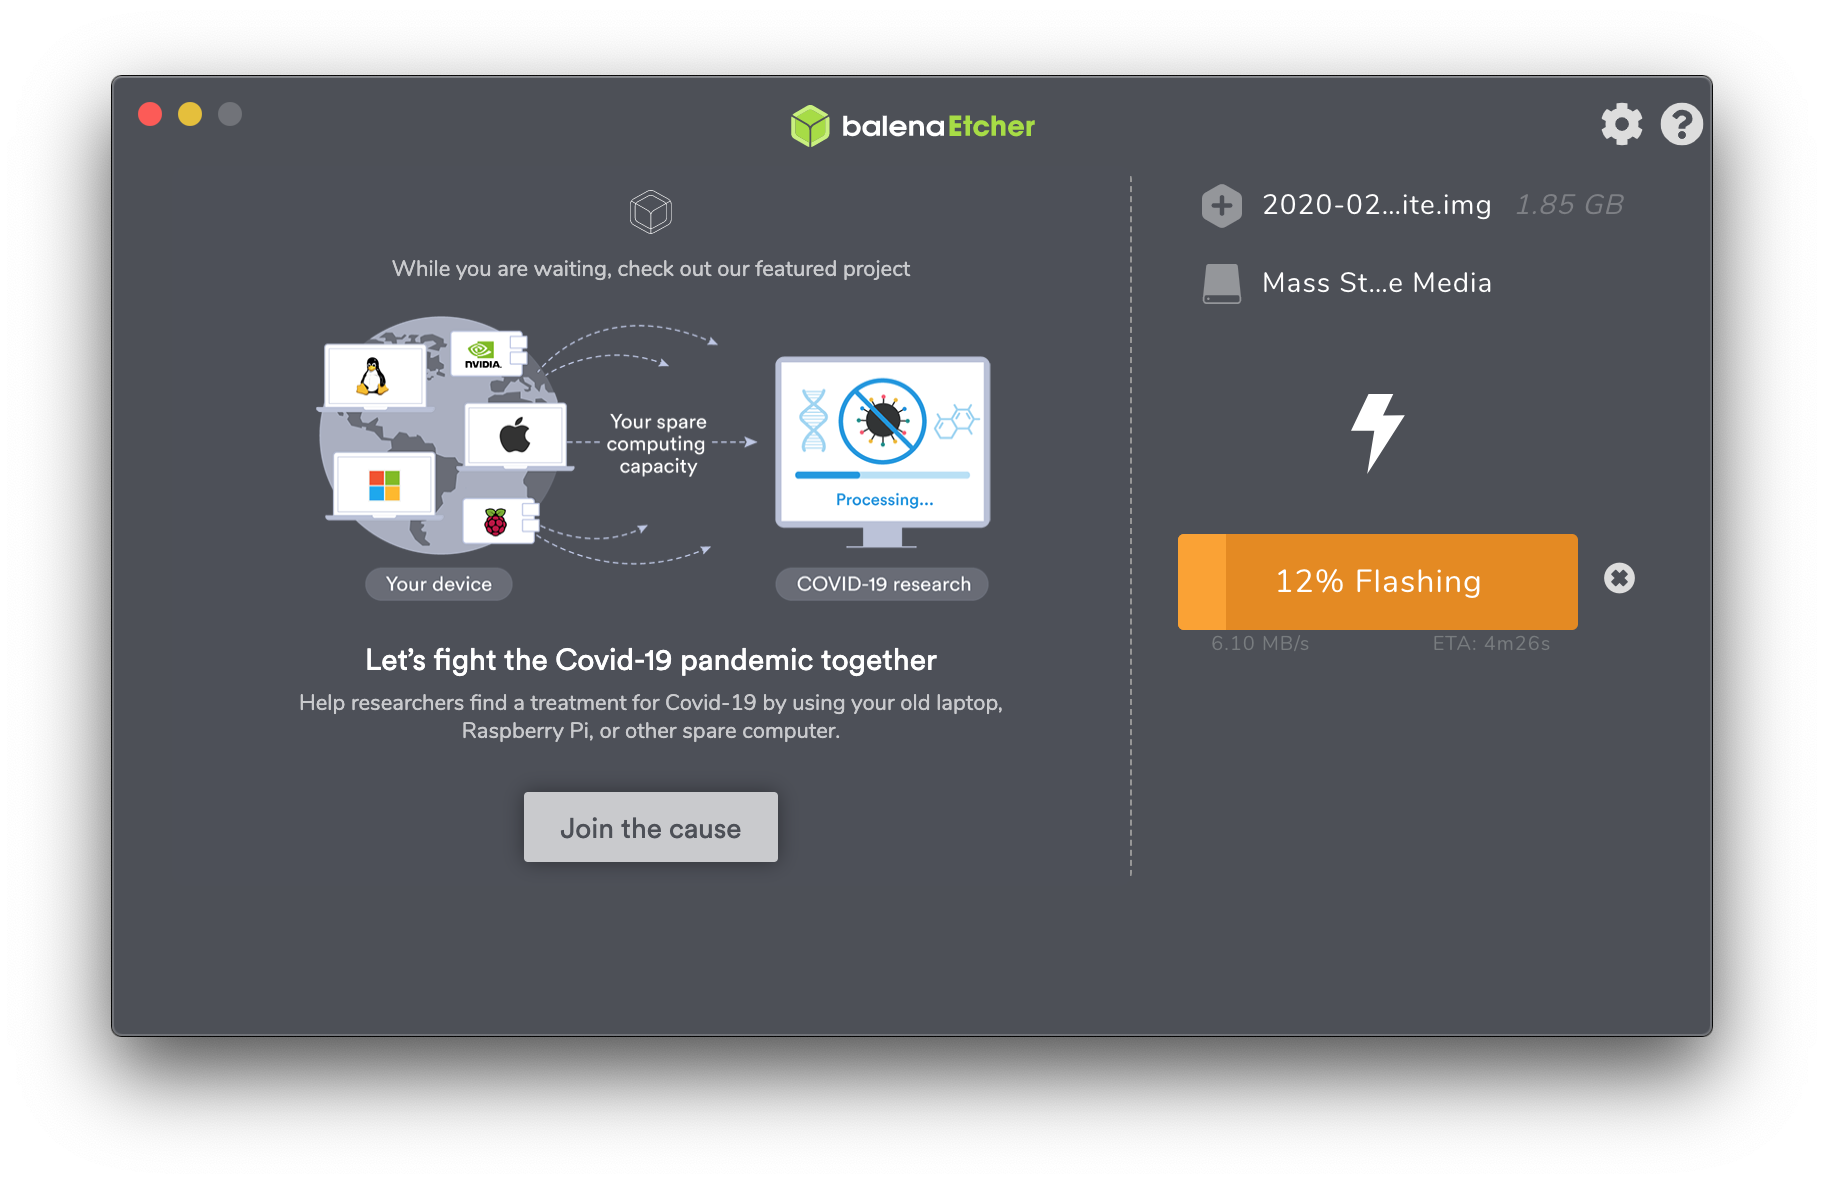 balenaEtcher
While you are waiting, check out our featured project
NVIDIA.
Your spare
computing
capacity
Processing...
Your device
COVID-19 research
Let’s fight the Covid-19 pandemic together
Help researchers find a treatment for Covid-19 by using your old laptop,
Raspberry Pi, or other spare computer.
Join the cause
2020-02...ite.img 1.85 GB
Mass St...e Media
12% Flashing
6.10 MB/s ETA: 4m26s